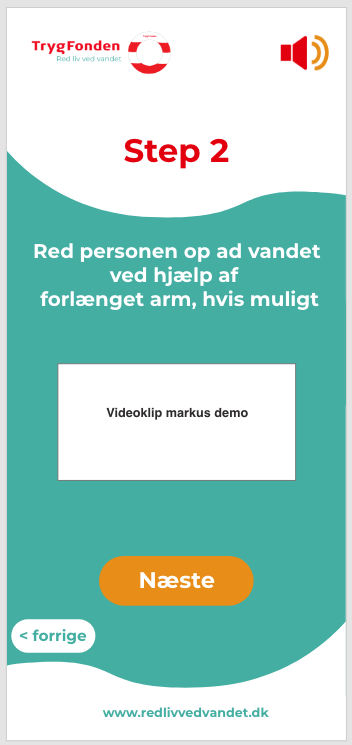 TrygFonden
Red liv ved vandet
Step 2
Red personen op ad vandet
ved hjælp af
forlænget arm, hvis muligt
Videoklip markus demo
Næste
< forrige
www.redlivvedvandet.dk